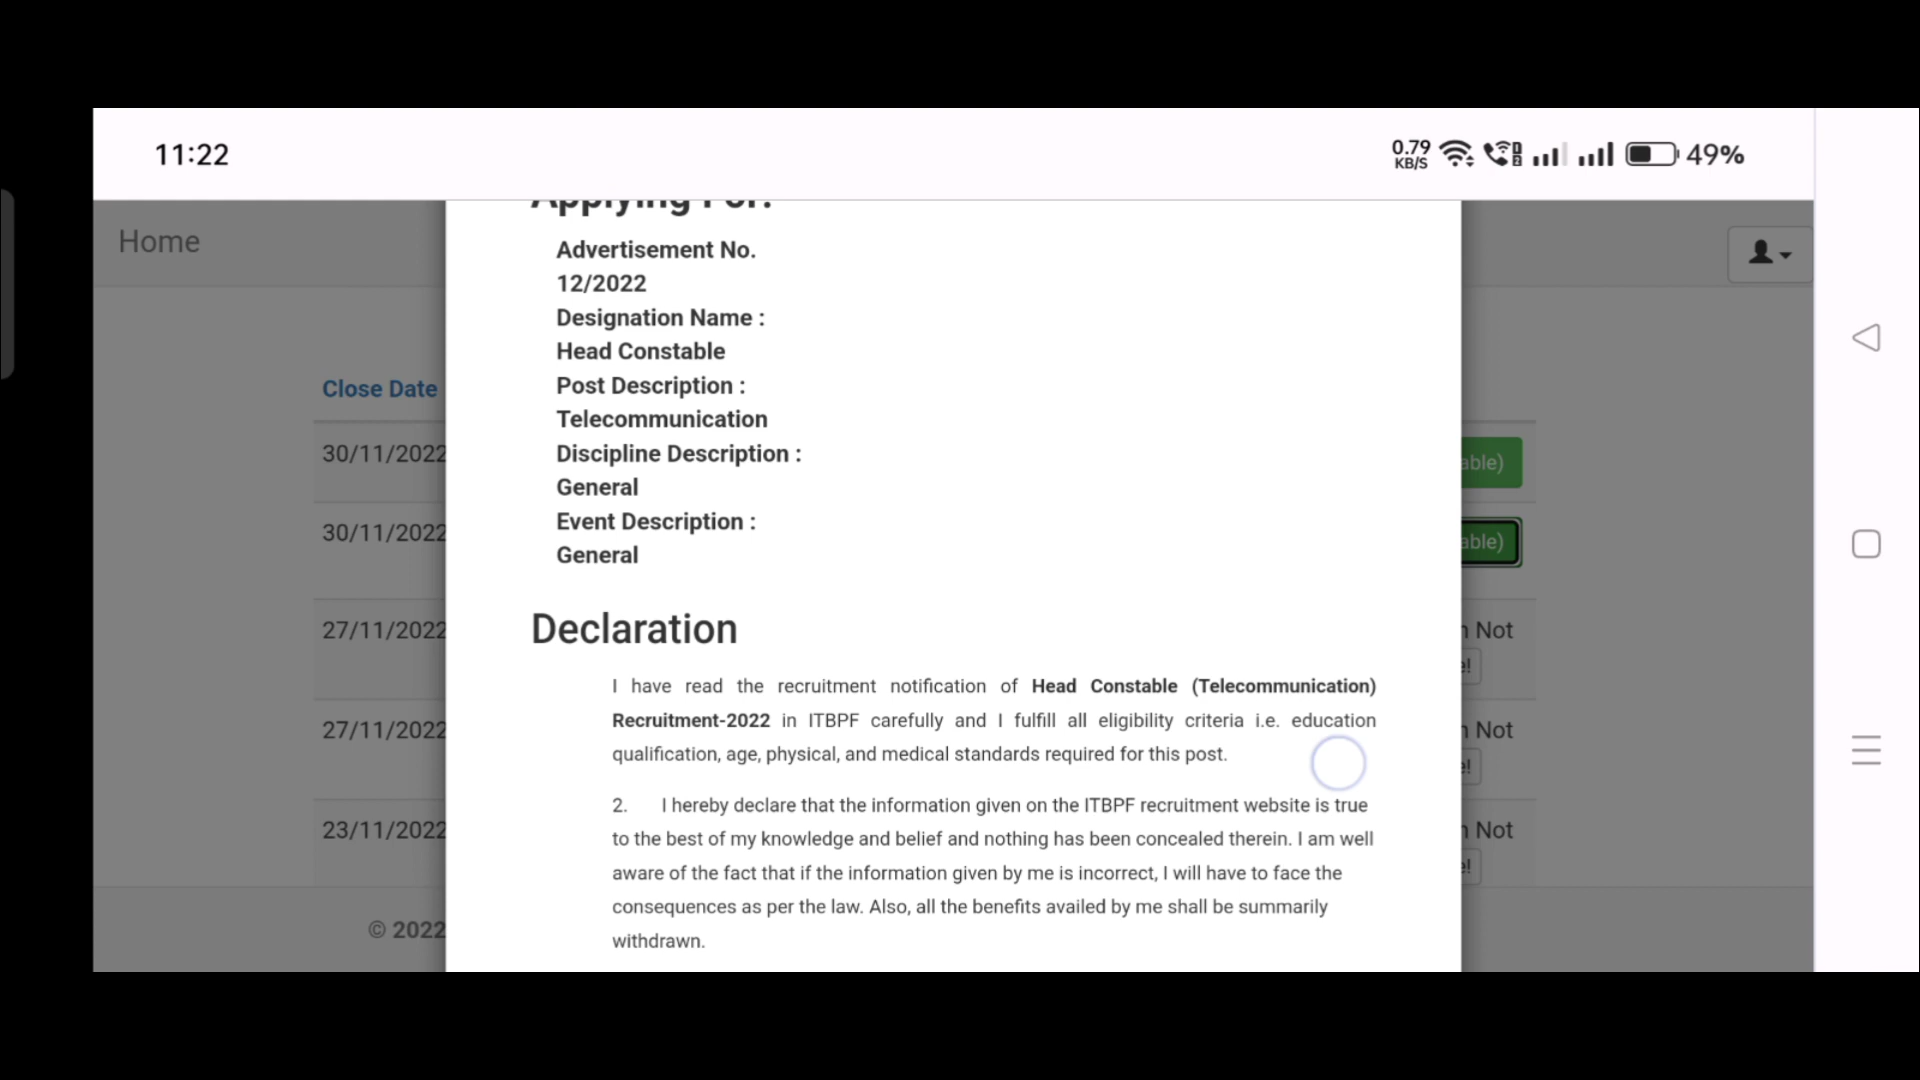 11:22
0.79
KB/S
49%
Home
Applying For:
Advertisement No.
12/2022
Designation Name :
Head Constable
Post Description :
Telecommunication
Discipline Description :
General
Event Description :
General
Close Date
30/11/2022
able)
30/11/2022
able)
27/11/2022
Not
e!
27/11/2022
Not
e!
23/11/2022
Not
e!
Declaration
I have read the recruitment notification of Head Constable (Telecommunication)
Recruitment-2022 in ITBPF carefully and I fulfill all eligibility criteria i.e. education
qualification, age, physical, and medical standards required for this post.
2. I hereby declare that the information given on the ITBPF recruitment website is true
to the best of my knowledge and belief and nothing has been concealed therein. I am well
aware of the fact that if the information given by me is incorrect, I will have to face the
consequences as per the law. Also, all the benefits availed by me shall be summarily
withdrawn.
© 2022